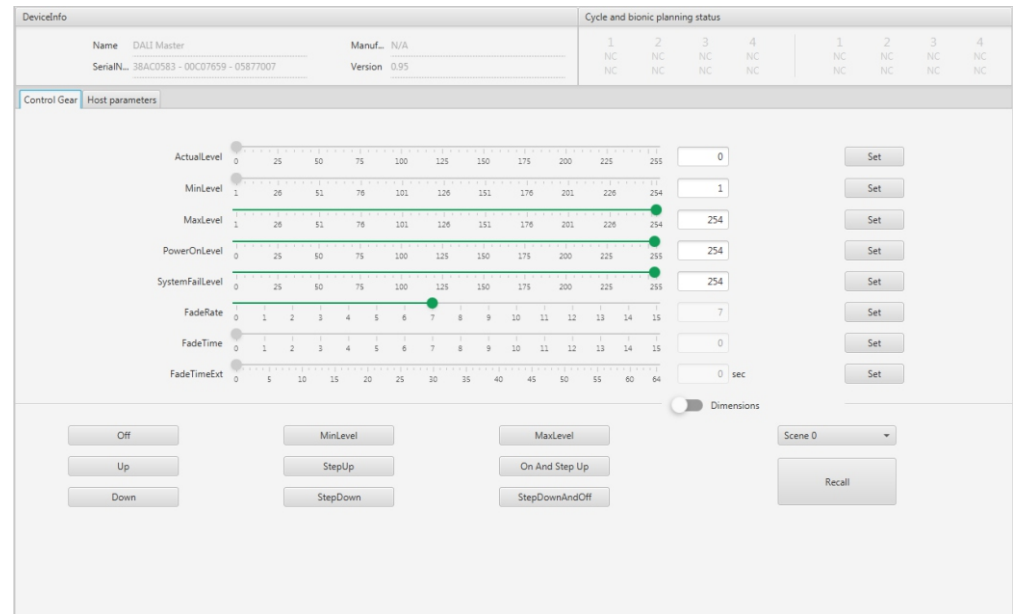 DeviceInfo
Cycle and bionic planning status
Name DALI Master Manuf... N/A
SerialN... 38AC0583 - 00C07659 - 05877007 Version 0.95
1 2 3 4 1 2 3 4
NC NC NC NC NC NC NC NC
NC NC NC NC NC NC NC NC
Control Gear Host parameters
ActualLevel 0 25 50 75 100 125 150 175 200 225 255 0 Set
MinLevel 1 26 51 76 101 126 151 176 201 226 254 1 Set
MaxLevel 1 26 51 76 101 126 151 176 201 226 254 254 Set
PowerOnLevel 0 25 50 75 100 125 150 175 200 225 255 254 Set
SystemFailLevel 0 25 50 75 100 125 150 175 200 225 255 254 Set
FadeRate 0 1 2 3 4 5 6 7 8 9 10 11 12 13 14 15 7 Set
FadeTime 0 1 2 3 4 5 6 7 8 9 10 11 12 13 14 15 0 Set
FadeTimeExt 0 5 10 15 20 25 30 35 40 45 50 55 60 64 0 sec Set
Dimensions
Off MinLevel MaxLevel Scene 0
Up StepUp On And Step Up
Recall
Down StepDown StepDownAndOff